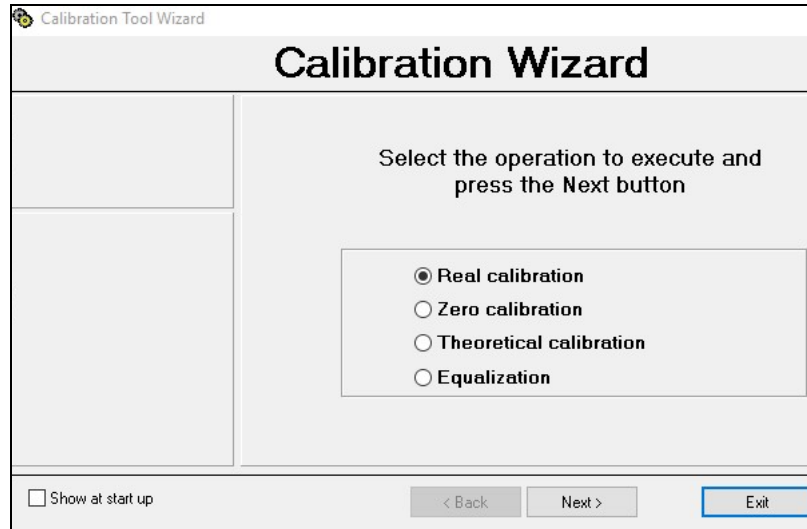 Calibration Tool Wizard
Calibration Wizard
Select the operation to execute and
press the Next button
Real calibration
Zero calibration
Theoretical calibration
Equalization
Show at start up
< Back
Next >
Exit